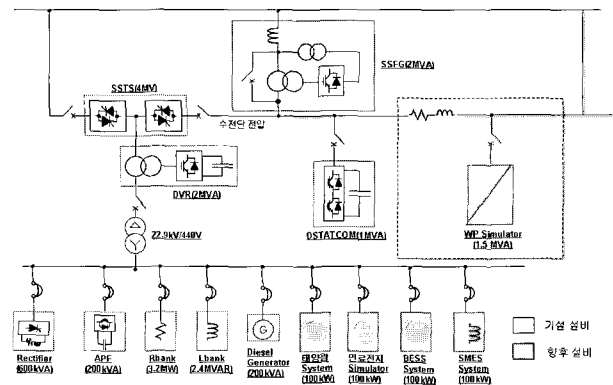 SSFG(2MVA)
SSTS(4MV)
수전단 전압
DVR(2MVA)
DSTATCOM(1MVA)
WP Simulator
(1.5 MVA)
22.9kV/440V
Rectifier
(600kVA)
APF
(200kVA)
Rbank
(3.2MW)
Lbank
(2.4MVAR)
G
Diesel
Generator
(200kVA)
태양광
System
(100kW)
연료전지
Simulator
(100kW)
BESS
System
(100kW)
SMES
System
(100kW)
기설 설비
향후 설비